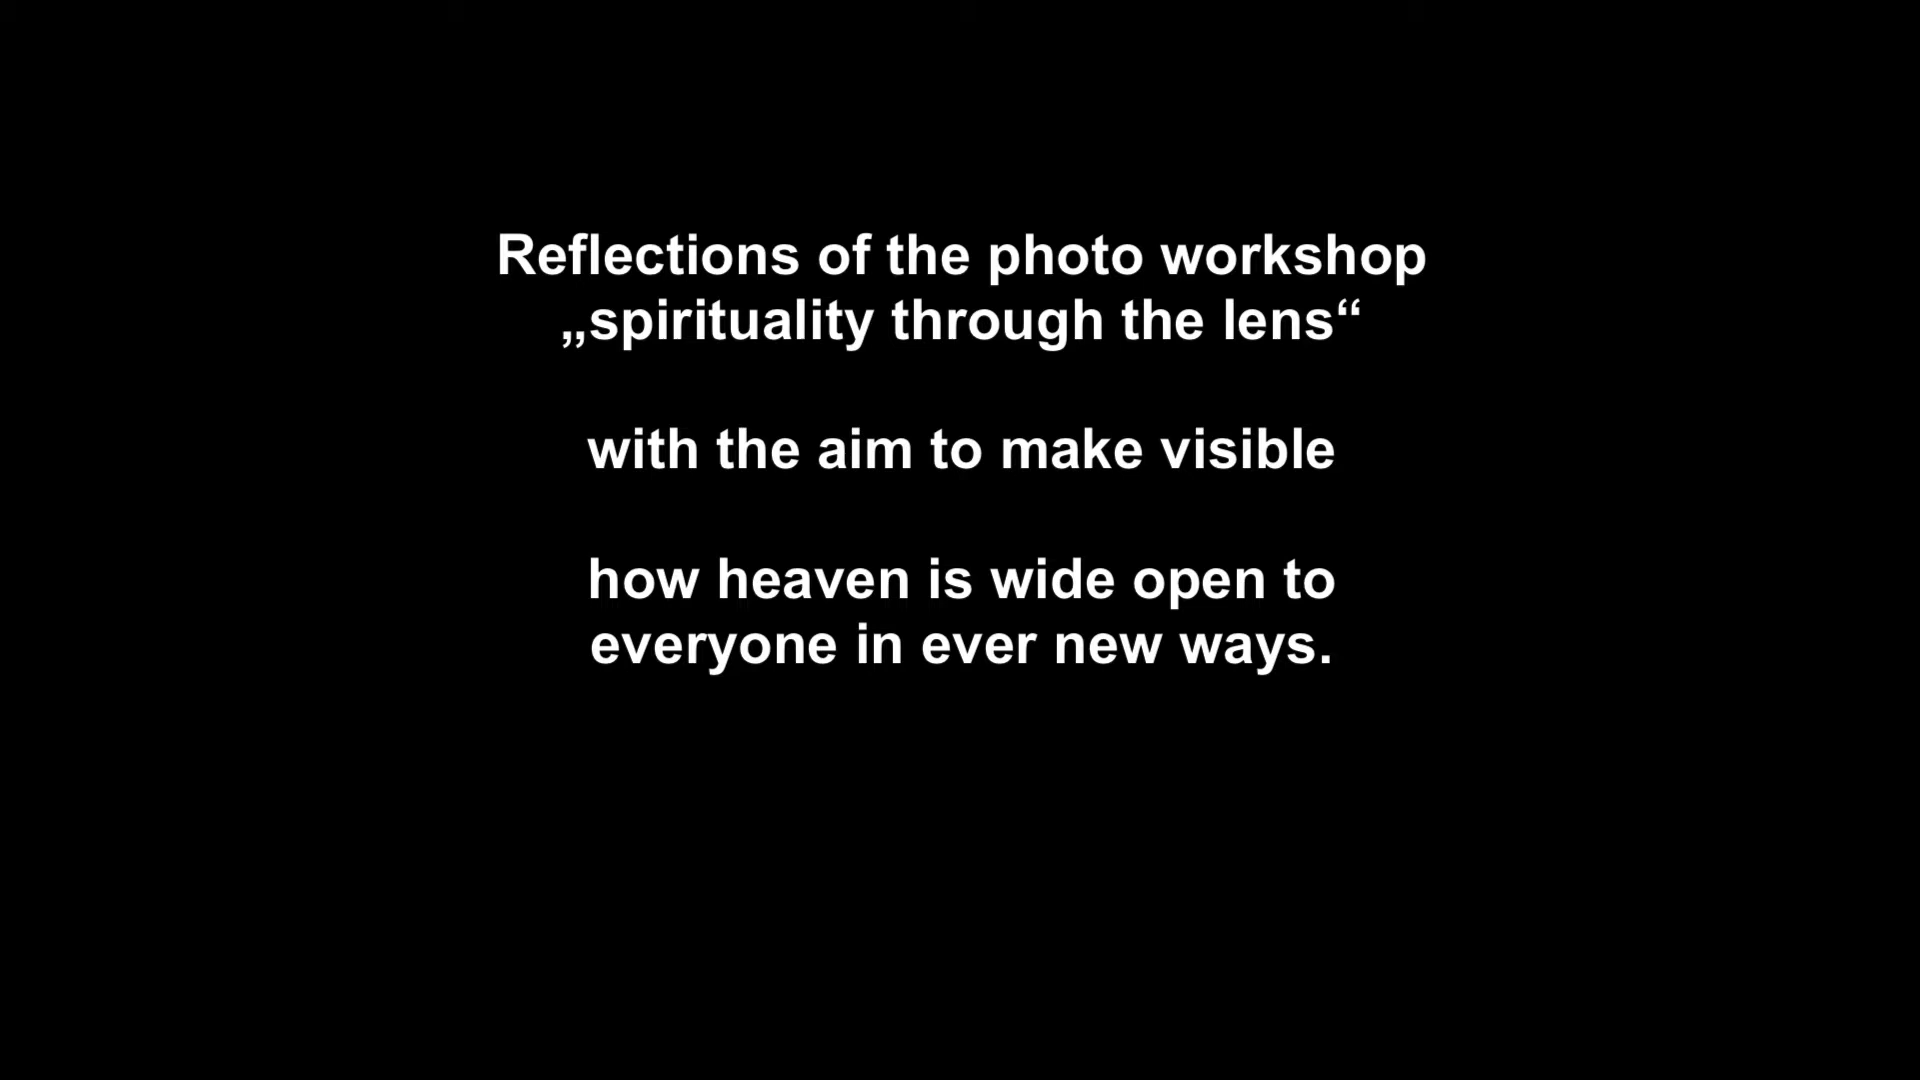 Reflections of the photo workshop
„spirituality through the lens“
with the aim to make visible
how heaven is wide open to
everyone in ever new ways.